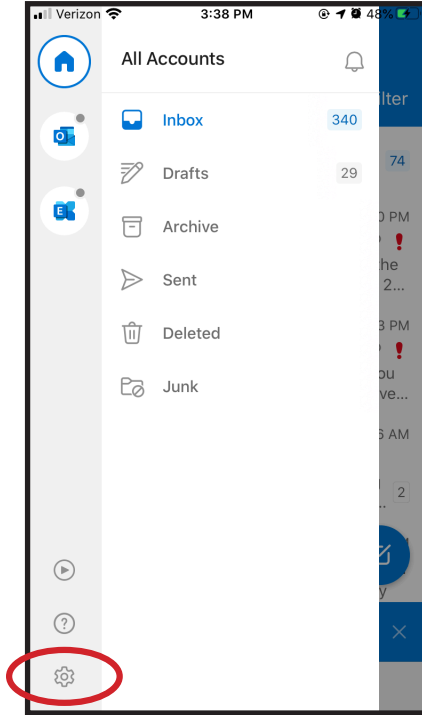 Verizon 3:38 PM 48%
All Accounts
Inbox 340
Drafts 29
Archive
Sent
Deleted
Junk
O
E
?
ilter
74
PM
he
2...
PM
ou
ve...
AM
2
..
y